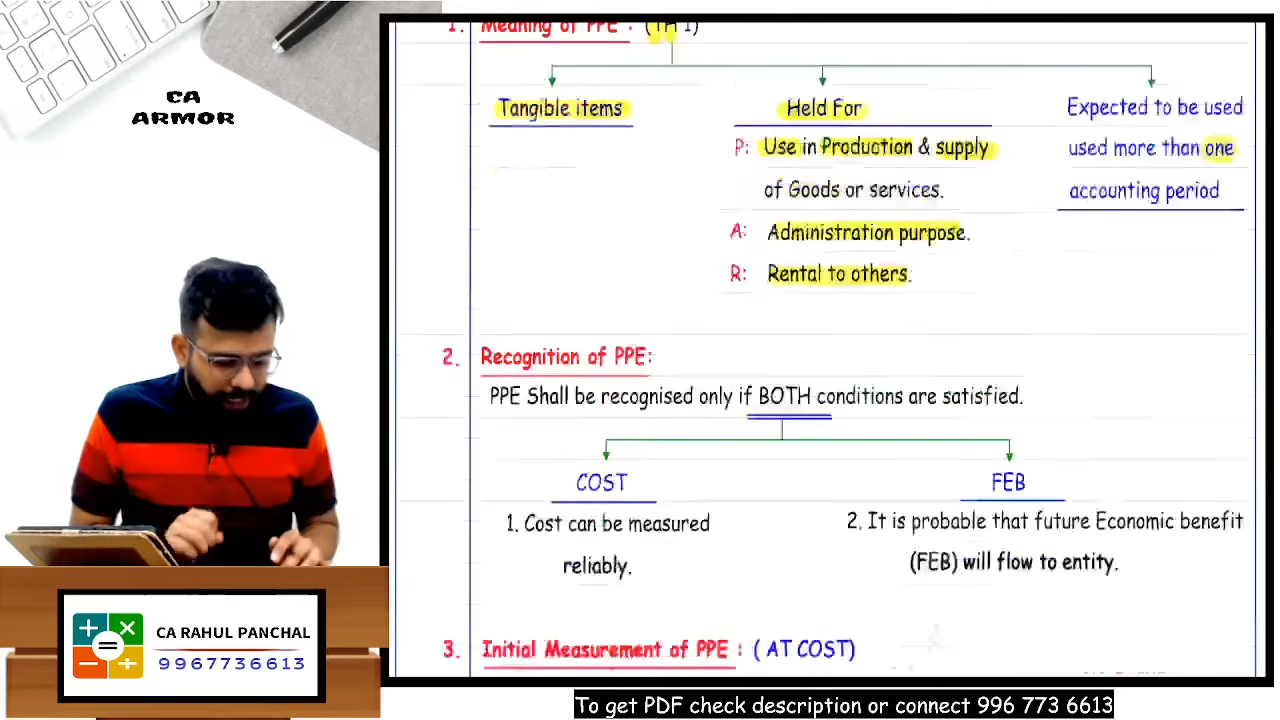 CA
ARMOR
1. Meaning of PPE : (TH I)
Tangible items
Held For
P: Use in Production & supply
of Goods or services.
A: Administration purpose.
R: Rental to others.
Expected to be used
used more than one
accounting period
2. Recognition of PPE:
PPE Shall be recognised only if BOTH conditions are satisfied.
COST
1. Cost can be measured
reliably.
FEB
2. It is probable that future Economic benefit
(FEB) will flow to entity.
3. Initial Measurement of PPE : ( AT COST)
CA RAHUL PANCHAL
9967736613
To get PDF check description or connect 996 773 6613